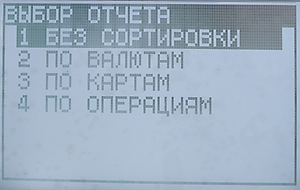 ВЫБОР ОТЧЕТА
1 БЕЗ СОРТИРОВКИ
2 ПО ВАЛЮТАМ
3 ПО КАРТАМ
4 ПО ОПЕРАЦИЯМ